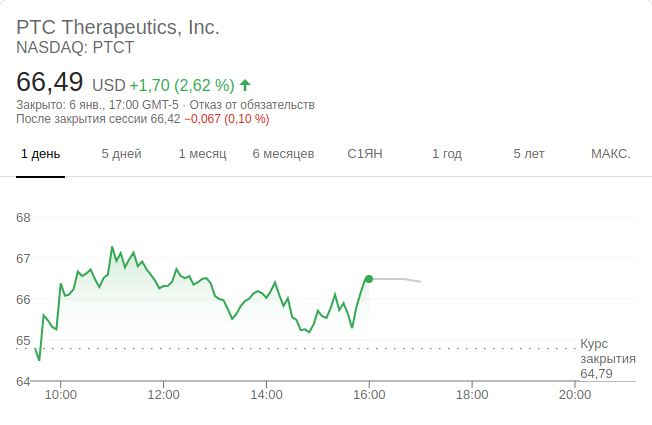 PTC Therapeutics, Inc.
NASDAQ: PTCT
66,49 USD +1,70 (2,62 %)
Закрыто: 6 янв., 17:00 GMT-5 · Отказ от обязательств
После закрытия сессии 66,42 −0,067 (0,10 %)
1 день 5 дней 1 месяц 6 месяцев С1ЯН 1 год 5 лет МАКС.
68
67
66
65
64
Курс
закрытия
64,79
10:00 12:00 14:00 16:00 18:00 20:00